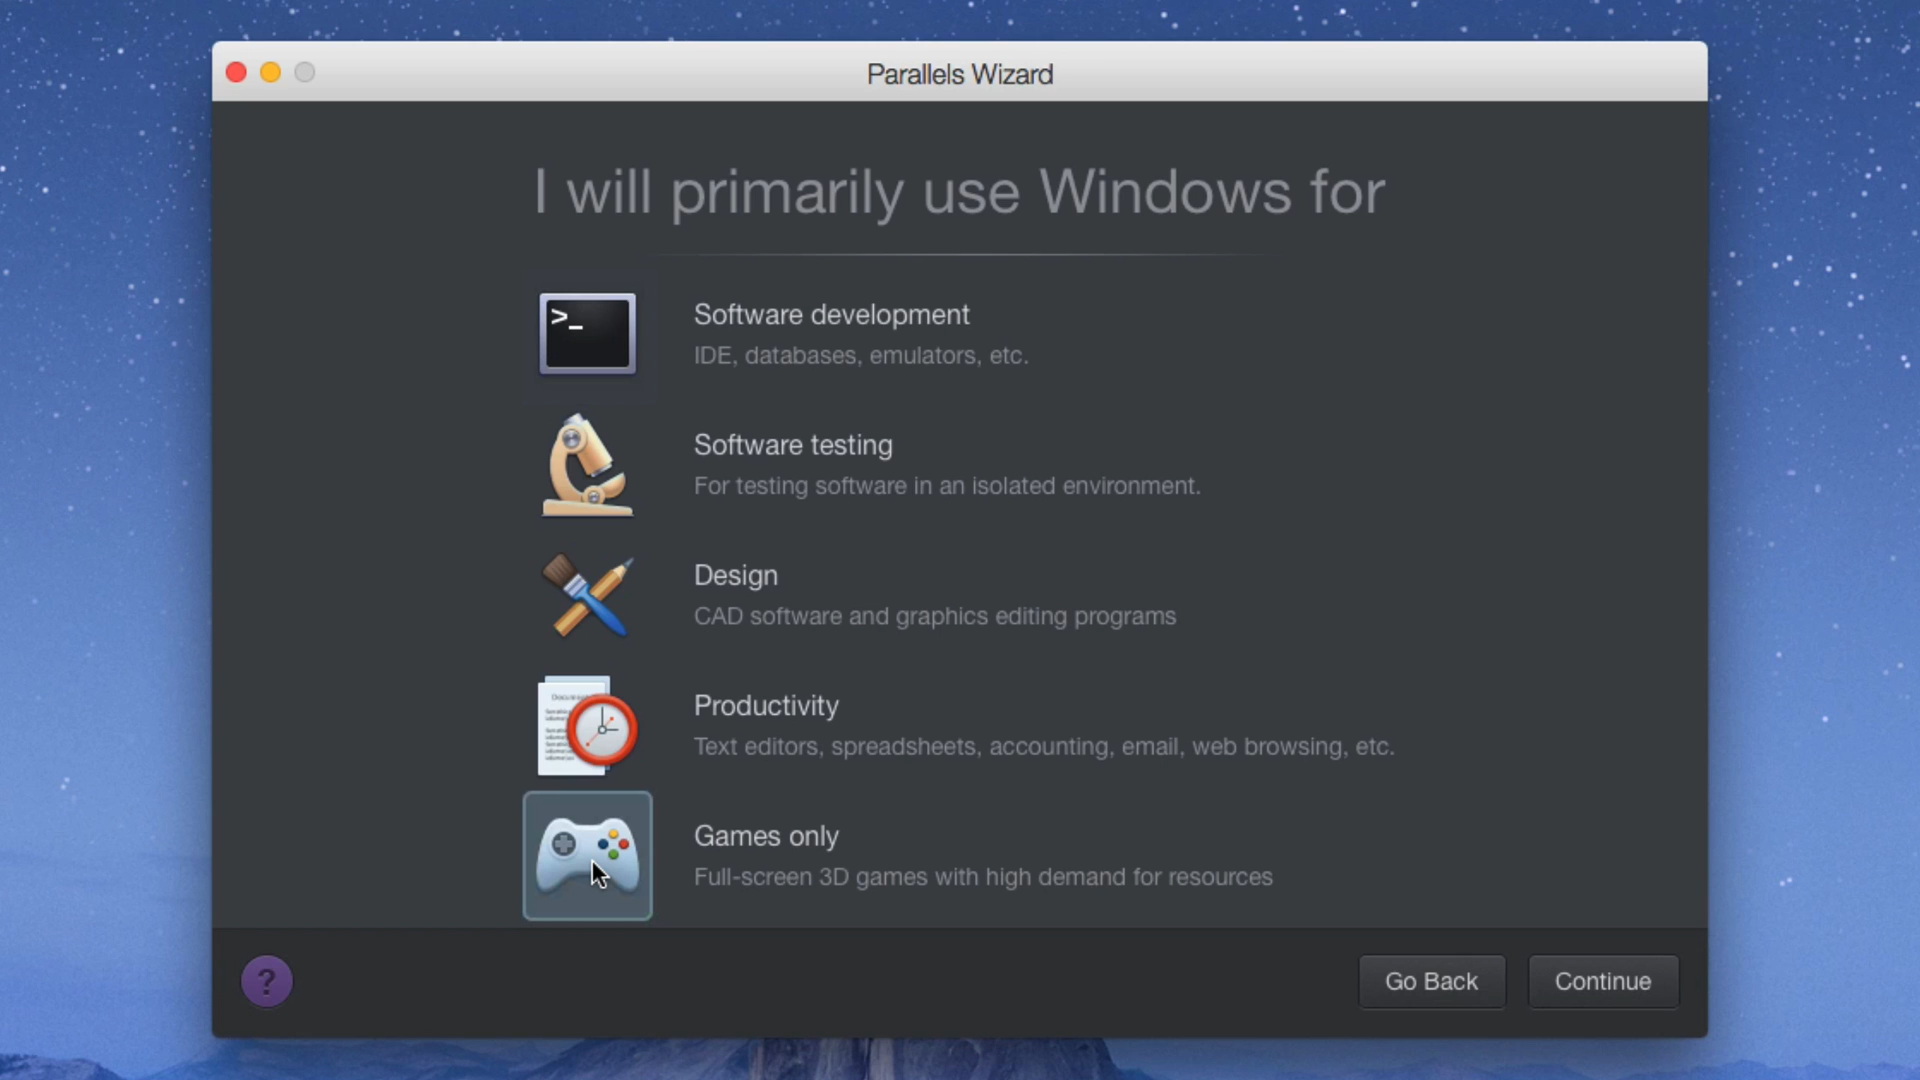 Parallels Wizard
I will primarily use Windows for
>_
Software development
IDE, databases, emulators, etc.
Software testing
For testing software in an isolated environment.
Design
CAD software and graphics editing programs
Productivity
Text editors, spreadsheets, accounting, email, web browsing, etc.
Games only
Full-screen 3D games with high demand for resources
?
Go Back
Continue